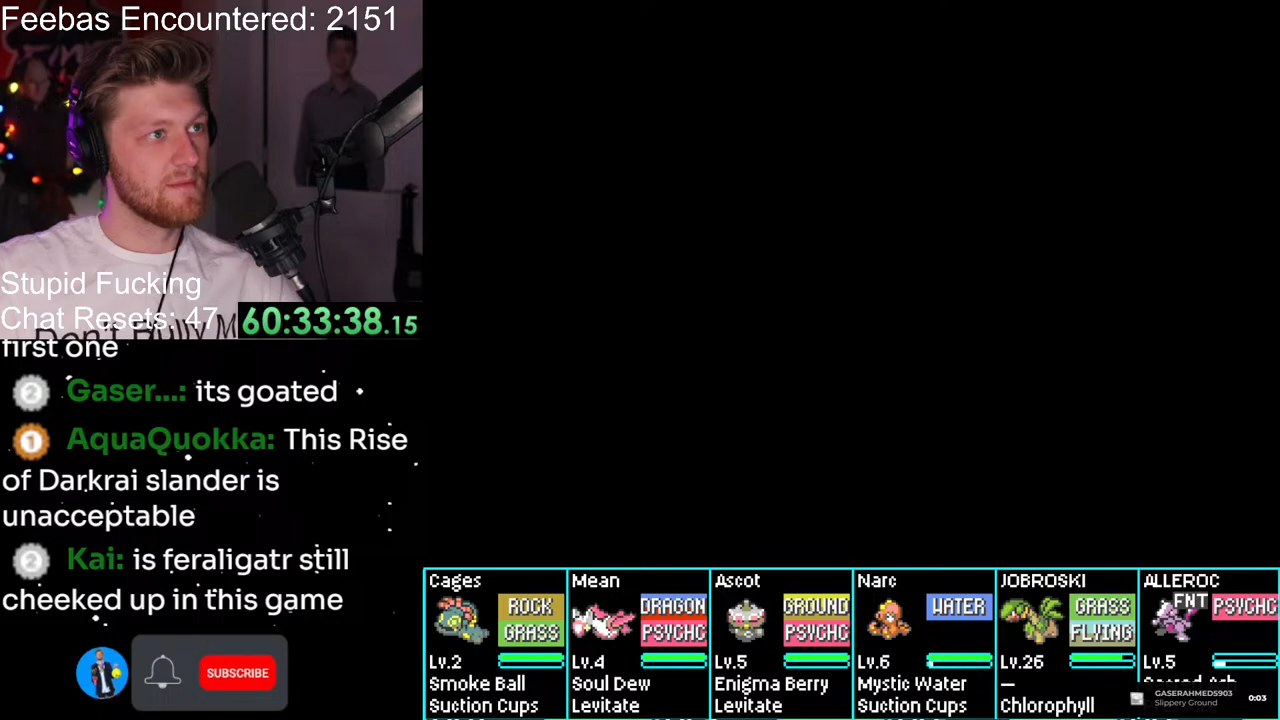 Feebas Encountered: 2151
Stupid Fucking
Chat Resets: 47
60:33:38.15
first one
Gaser...: its goated
AquaQuokka: This Rise
of Darkrai slander is
unacceptable
Kai: is feraligatr still
cheeked up in this game
SUBSCRIBE
Cages
ROCK
GRASS
Lv.2
Smoke Ball
Suction Cups
Mean
DRAGON
PSYCHC
Lv.4
Soul Dew
Levitate
Ascot
GROUND
PSYCHC
Lv.5
Enigma Berry
Levitate
Narc
WATER
Lv.6
Mystic Water
Suction Cups
JOBROSKI
GRASS
FLYING
Lv.26
—
Chlorophyll
ALLEROC
FNT
PSYCHC
Lv.5
Sacred Ash
GASERAHMED5903
Slippery Ground
0:03